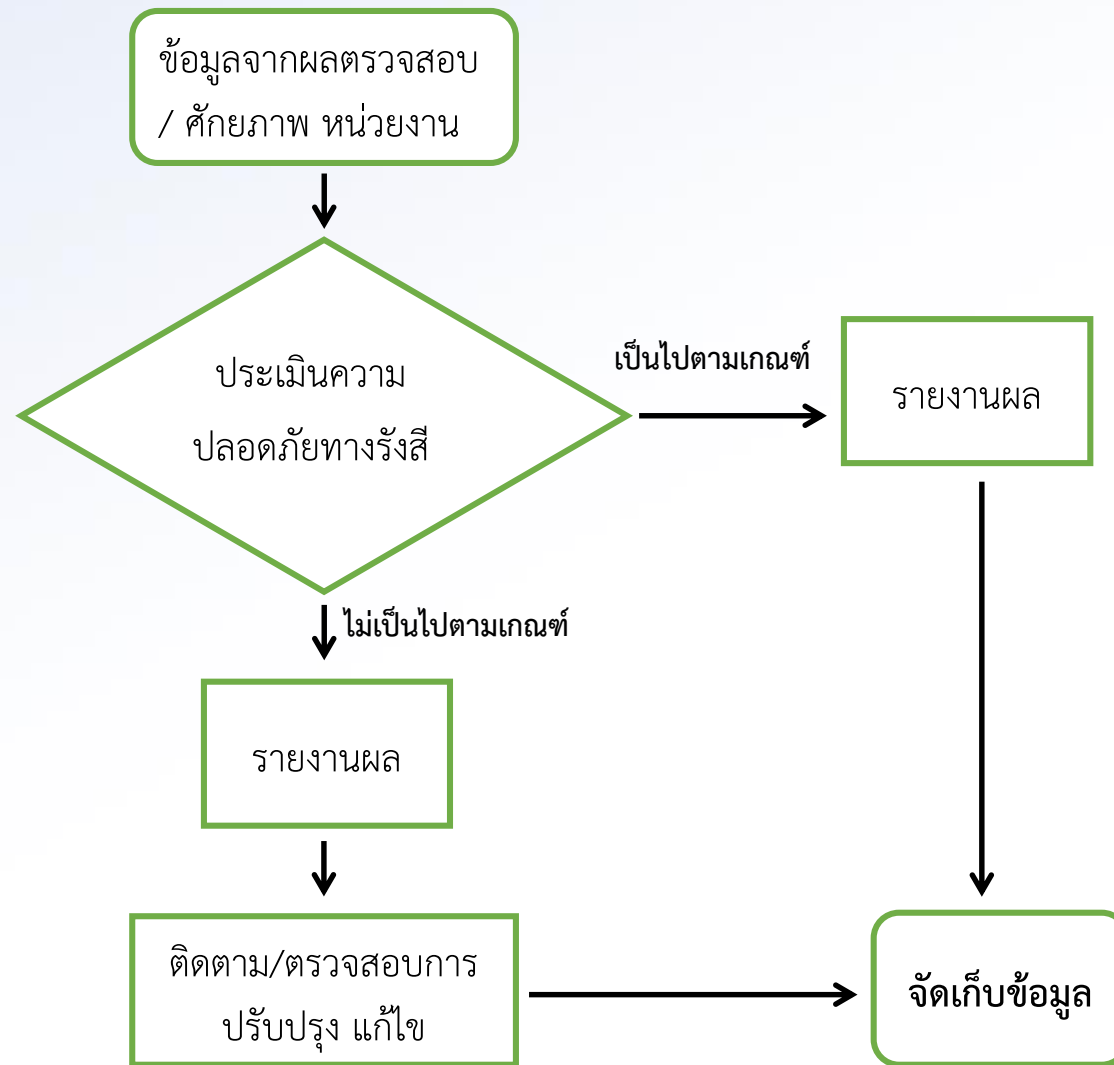 ข้อมูลจากผลตรวจสอบ
/ ศักยภาพ หน่วยงาน
ประเมินความ
ปลอดภัยทางรังสี
เป็นไปตามเกณฑ์
รายงานผล
ไม่เป็นไปตามเกณฑ์
รายงานผล
ติดตาม/ตรวจสอบการ
ปรับปรุง แก้ไข
จัดเก็บข้อมูล